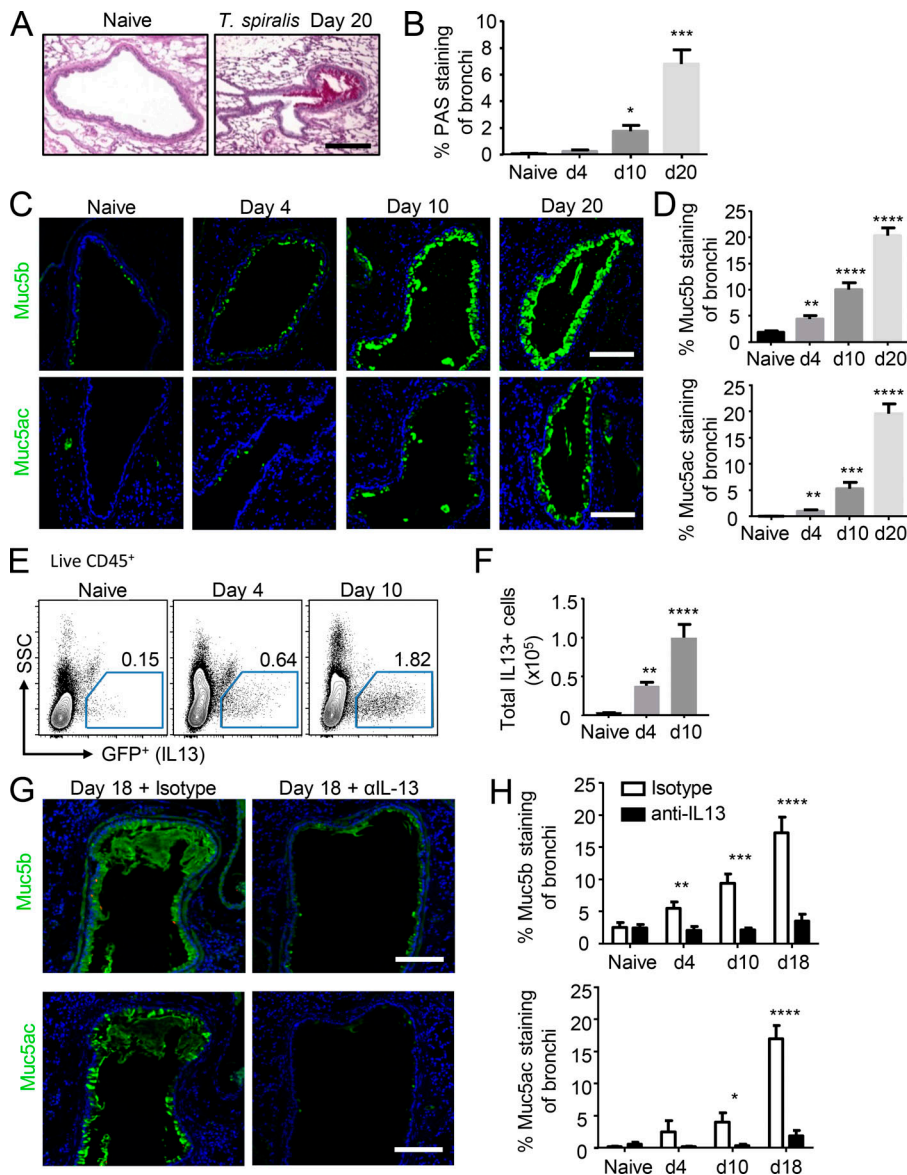 A
Naive
T. spiralis Day 20
B
% PAS staining
of bronchi
8
6
4
2
0
*
***
Naive d4 d10 d20
C
Naive Day 4 Day 10 Day 20
Muc5b
Muc5ac
D
% Muc5b staining
of bronchi
25
20
15
10
5
0
**
****
****
Naive d4 d10 d20
% Muc5ac staining
of bronchi
25
20
15
10
5
0
**
***
****
Naive d4 d10 d20
E
Live CD45+
Naive Day 4 Day 10
SSC
0.15 0.64 1.82
GFP+ (IL13)
F
Total IL13+ cells
(x10⁵)
1.5
1.0
0.5
0
**
****
Naive d4 d10
G
Day 18 + Isotype Day 18 + αIL-13
Muc5b
Muc5ac
H
Isotype
anti-IL13
% Muc5b staining
of bronchi
25
20
15
10
5
0
**
***
****
Naive d4 d10 d18
% Muc5ac staining
of bronchi
25
20
15
10
5
0
*
****
Naive d4 d10 d18